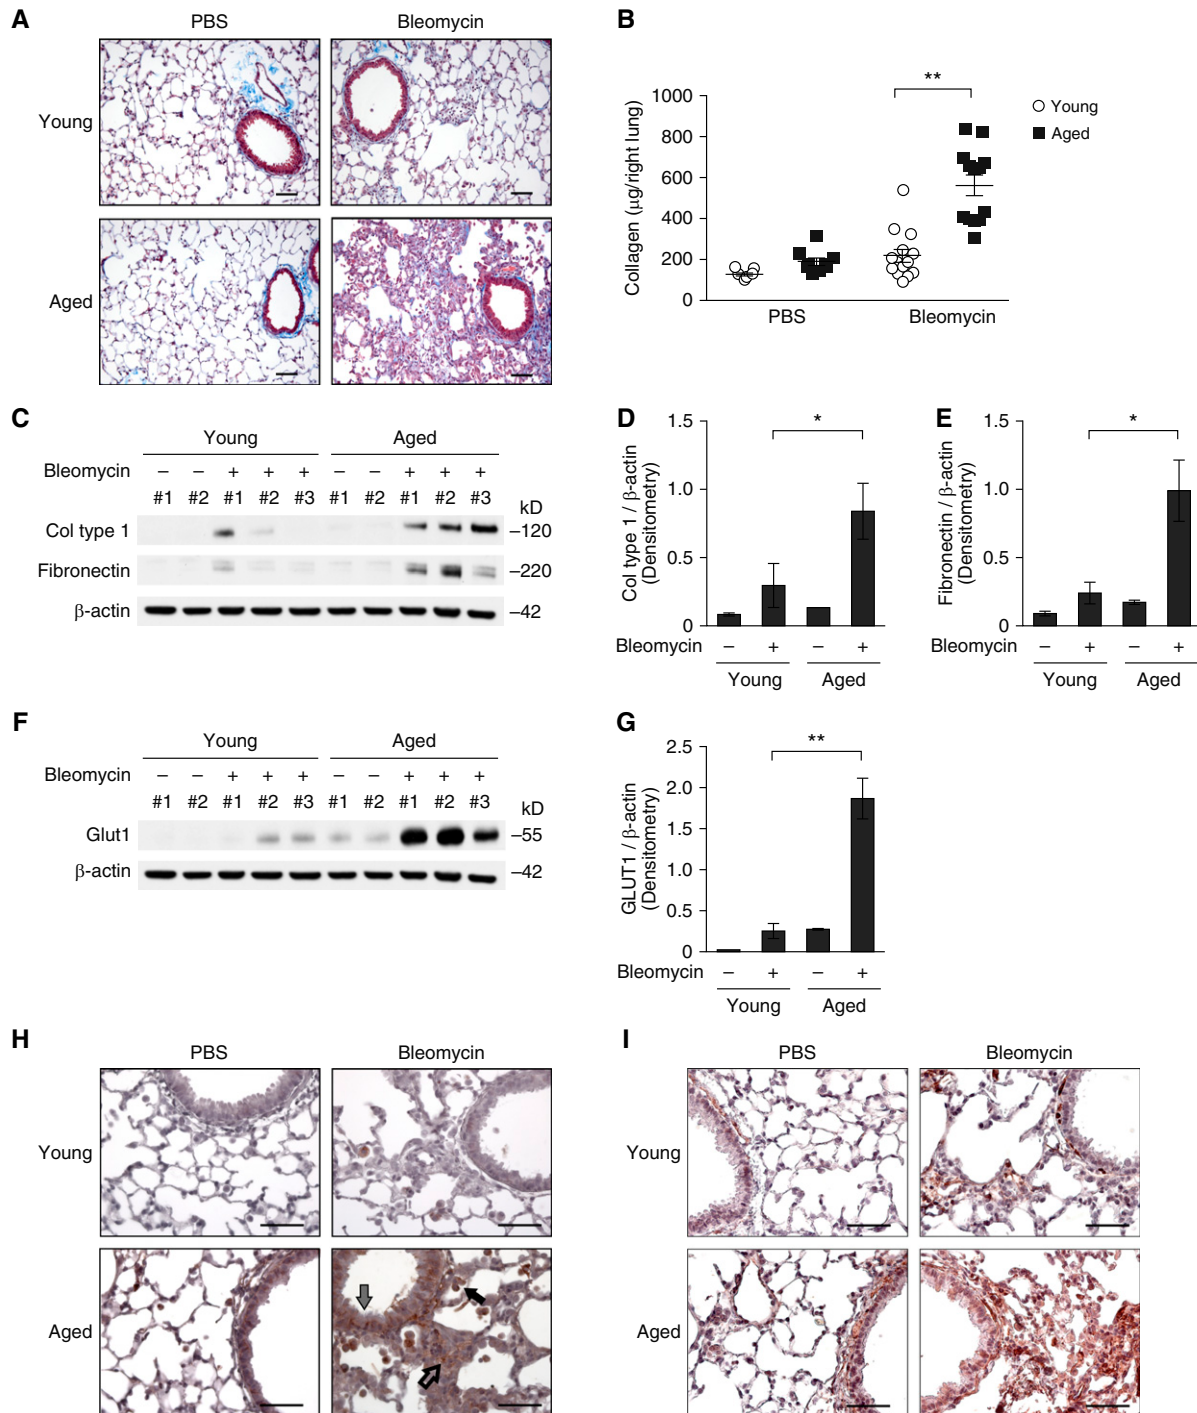 A
PBS Bleomycin
Young
Aged
B
**
Collagen (μg/right lung)
1000
800
600
400
200
0
PBS Bleomycin
Young
Aged
C
Young Aged
Bleomycin – – + + + – – + + +
#1 #2 #1 #2 #3 #1 #2 #1 #2 #3 kD
Col type 1 –120
Fibronectin –220
β-actin –42
D
*
Col type 1 / β-actin
(Densitometry)
1.5
1.0
0.5
0
Bleomycin – + – +
Young Aged
E
*
Fibronectin / β-actin
(Densitometry)
1.5
1.0
0.5
0
Bleomycin – + – +
Young Aged
F
Young Aged
Bleomycin – – + + + – – + + +
#1 #2 #1 #2 #3 #1 #2 #1 #2 #3 kD
Glut1 –55
β-actin –42
G
**
GLUT1 / β-actin
(Densitometry)
2.5
2.0
1.5
1.0
0.5
0
Bleomycin – + – +
Young Aged
H
PBS Bleomycin
Young
Aged
I
PBS Bleomycin
Young
Aged